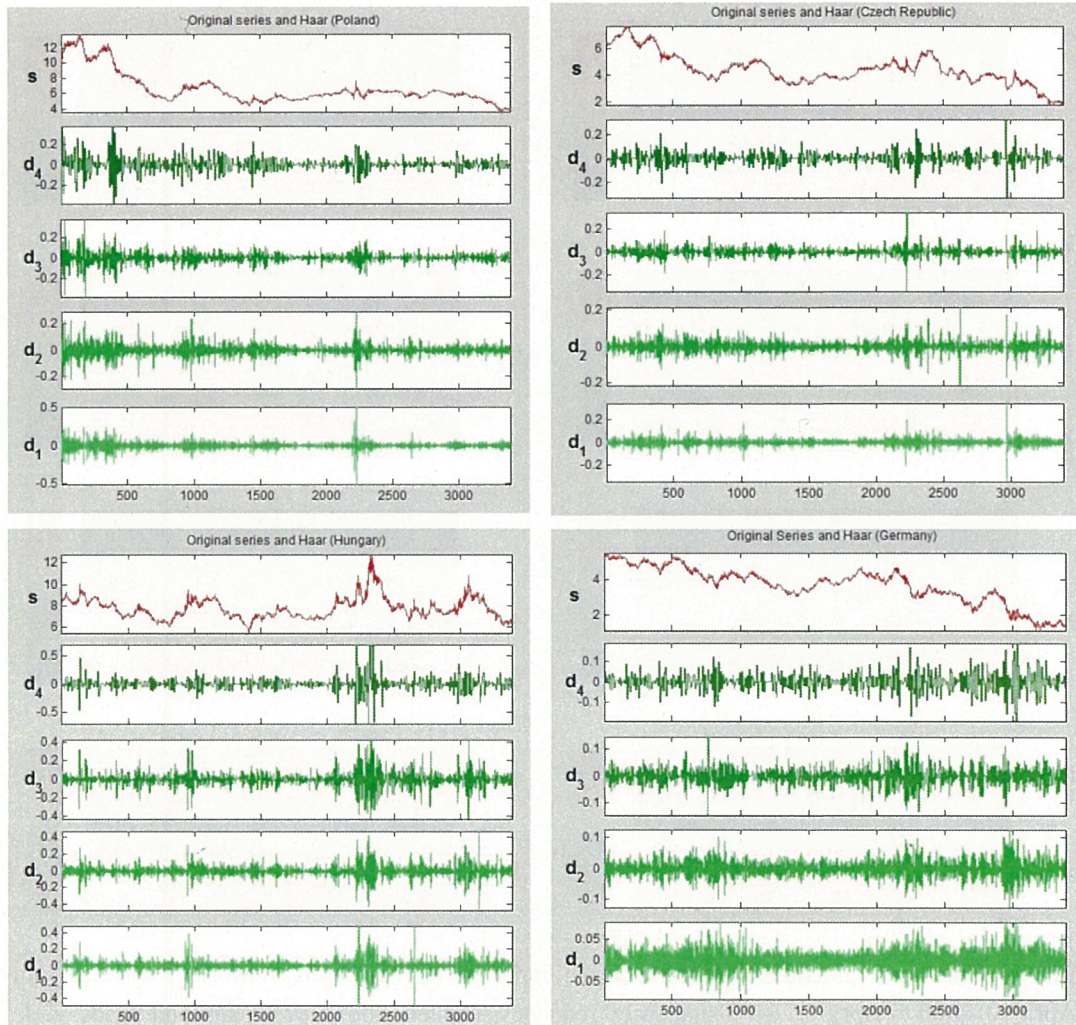 Original series and Haar (Poland)
12
10
8
6
4
s
0.2
0
-0.2
d4
0.2
0
-0.2
d3
0.2
0
-0.2
d2
0.5
0
-0.5
d1
500 1000 1500 2000 2500 3000
Original series and Haar (Czech Republic)
6
4
2
s
0.2
0
-0.2
d4
0.2
0
-0.2
d3
0.2
0
-0.2
d2
0.2
0
-0.2
d1
500 1000 1500 2000 2500 3000
Original series and Haar (Hungary)
12
10
8
6
s
0.5
0
-0.5
d4
0.4
0.2
0
-0.2
-0.4
d3
0.4
0.2
0
-0.2
-0.4
d2
0.4
0.2
0
-0.2
-0.4
d1
500 1000 1500 2000 2500 3000
Original Series and Haar (Germany)
4
2
s
0.1
0
-0.1
d4
0.1
0
-0.1
d3
0.1
0
-0.1
d2
0.05
0
-0.05
d1
500 1000 1500 2000 2500 3000